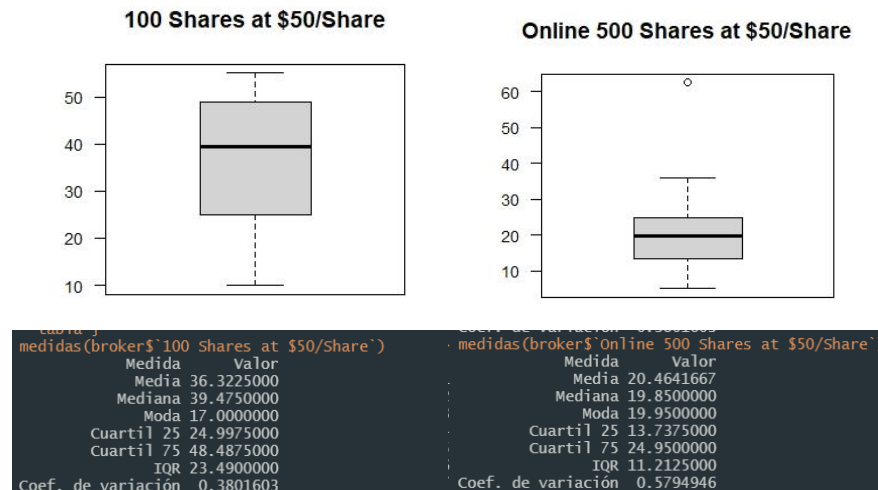 100 Shares at $50/Share
50
40
30
20
10
Online 500 Shares at $50/Share
60
50
40
30
20
10
medidas(broker$`100 Shares at $50/Share`)
Medida Valor
Media 36.3225000
Mediana 39.4750000
Moda 17.0000000
Cuartil 25 24.9975000
Cuartil 75 48.4875000
IQR 23.4900000
Coef. de variación 0.3801603
medidas(broker$`Online 500 Shares at $50/Share`
Medida Valor
Media 20.4641667
Mediana 19.8500000
Moda 19.9500000
Cuartil 25 13.7375000
Cuartil 75 24.9500000
IQR 11.2125000
Coef. de variación 0.5794946